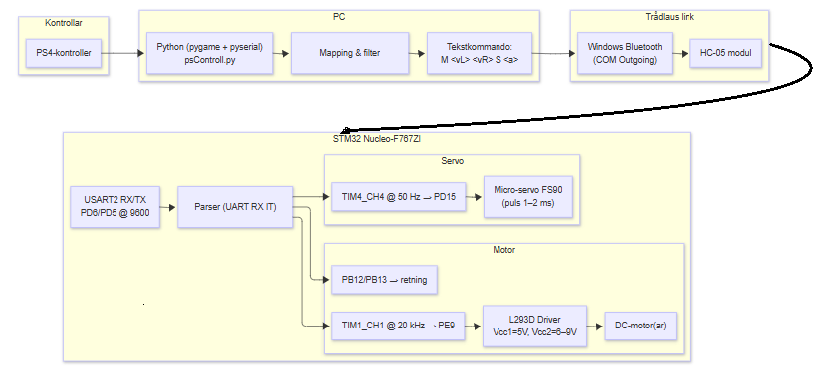 Kontrollar
PS4-kontroller
PC
Python (pygame + pyserial)
psControll.py
Mapping & filter
Tekstkommando:
M <vL> <vR> S <a>
Trådlaus link
Windows Bluetooth
(COM Outgoing)
HC-05 modul
STM32 Nucleo-F767ZI
USART2 RX/TX
PD6/PD5 @ 9600
Parser (UART RX IT)
Servo
TIM4_CH4 @ 50 Hz → PD15
Micro-servo FS90
(puls 1–2 ms)
Motor
PB12/PB13 → retning
TIM1_CH1 @ 20 kHz → PE9
L293D Driver
Vcc1=5V, Vcc2=6–9V
DC-motor(ar)